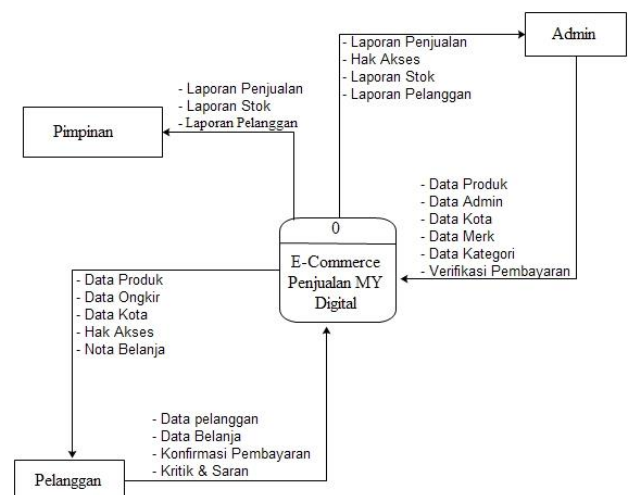 Admin
- Laporan Penjualan
- Hak Akses
- Laporan Stok
- Laporan Pelanggan
- Laporan Penjualan
- Laporan Stok
- Laporan Pelanggan
Pimpinan
- Data Produk
- Data Admin
- Data Kota
- Data Merk
- Data Kategori
- Verifikasi Pembayaran
0
E-Commerce
Penjualan MY
Digital
- Data Produk
- Data Ongkir
- Data Kota
- Hak Akses
- Nota Belanja
- Data pelanggan
- Data Belanja
- Konfirmasi Pembayaran
- Kritik & Saran
Pelanggan